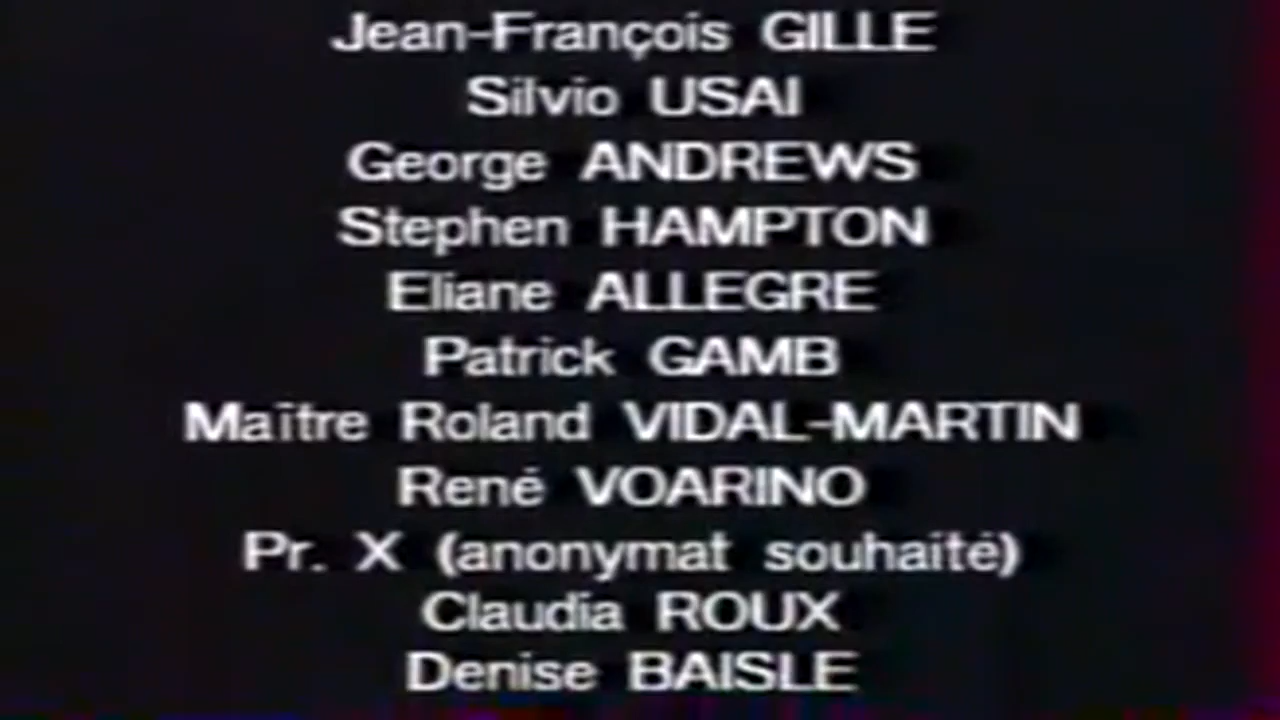 Jean-François GILLE
Silvio USAI
George ANDREWS
Stephen HAMPTON
Eliane ALLEGRE
Patrick GAMB
Maître Roland VIDAL-MARTIN
René VOARINO
Pr. X (anonymat souhaité)
Claudia ROUX
Denise BAISLE